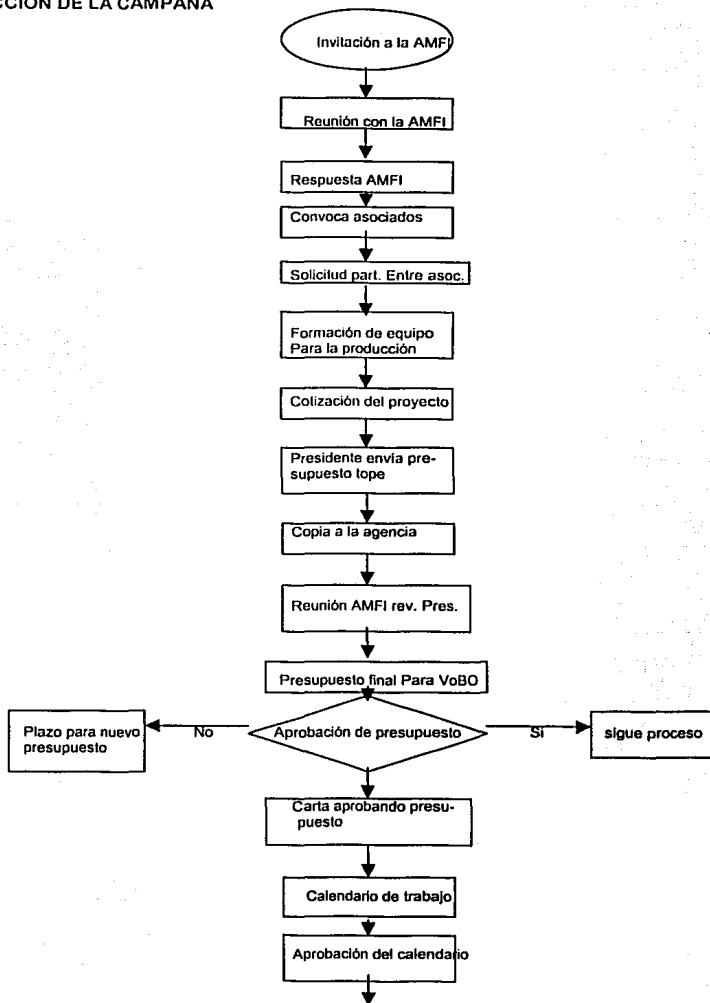 CCION DE LA CAMPAÑA
Invitación a la AMFI
Reunión con la AMFI
Respuesta AMFI
Convoca asociados
Solicitud part. Entre asoc.
Formación de equipo
Para la producción
Cotización del proyecto
Presidente envía pre-
supuesto tope
Copia a la agencia
Reunión AMFI rev. Pres.
Presupuesto final Para VoBO
Plazo para nuevo
presupuesto
No
Aprobación de presupuesto
Si
sigue proceso
Carta aprobando presu-
puesto
Calendario de trabajo
Aprobación del calendario